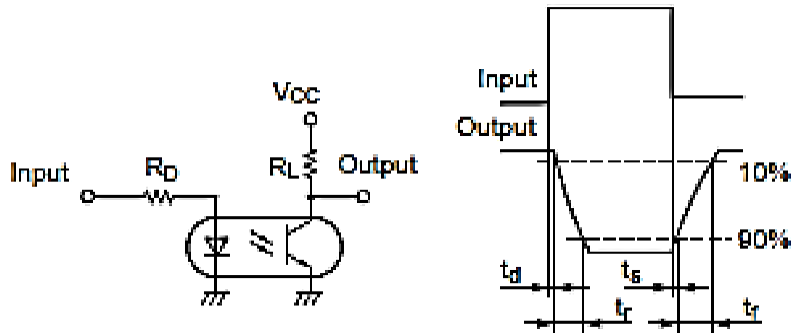 Input
RD
VCC
RL
Output
Input
Output
10%
90%
td
ts
tr
tf